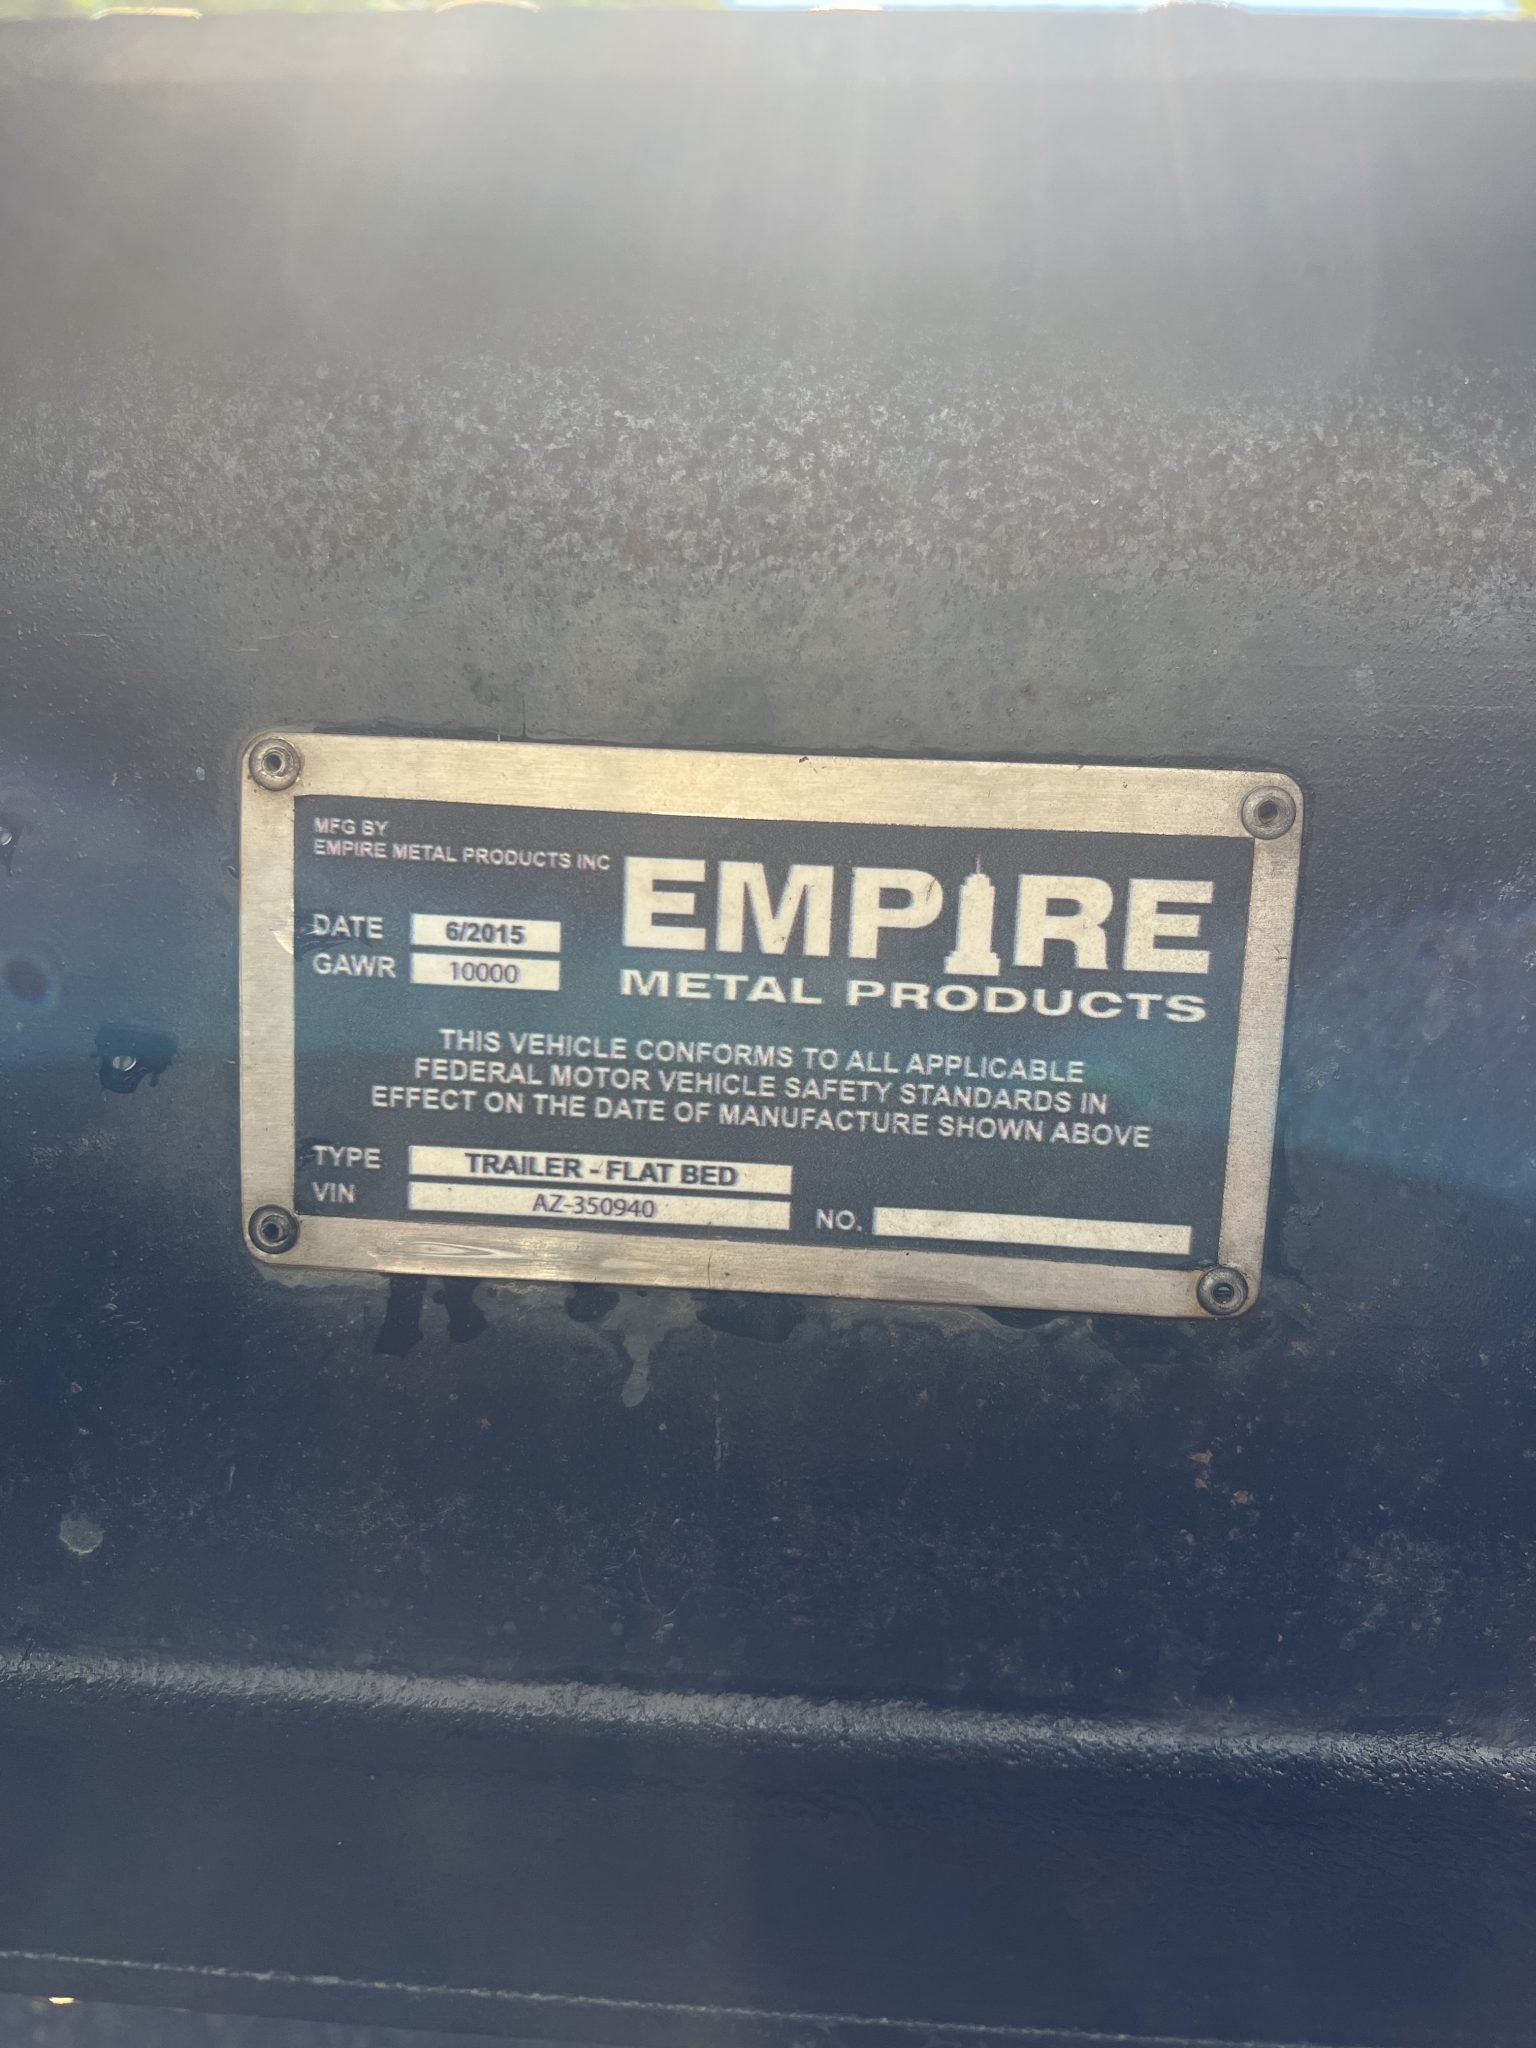 MFG BY
EMPIRE METAL PRODUCTS INC
EMPIRE
METAL PRODUCTS
DATE 6/2015
GAWR 10000
THIS VEHICLE CONFORMS TO ALL APPLICABLE
FEDERAL MOTOR VEHICLE SAFETY STANDARDS IN
EFFECT ON THE DATE OF MANUFACTURE SHOWN ABOVE
TYPE TRAILER - FLAT BED
VIN AZ-350940
NO.